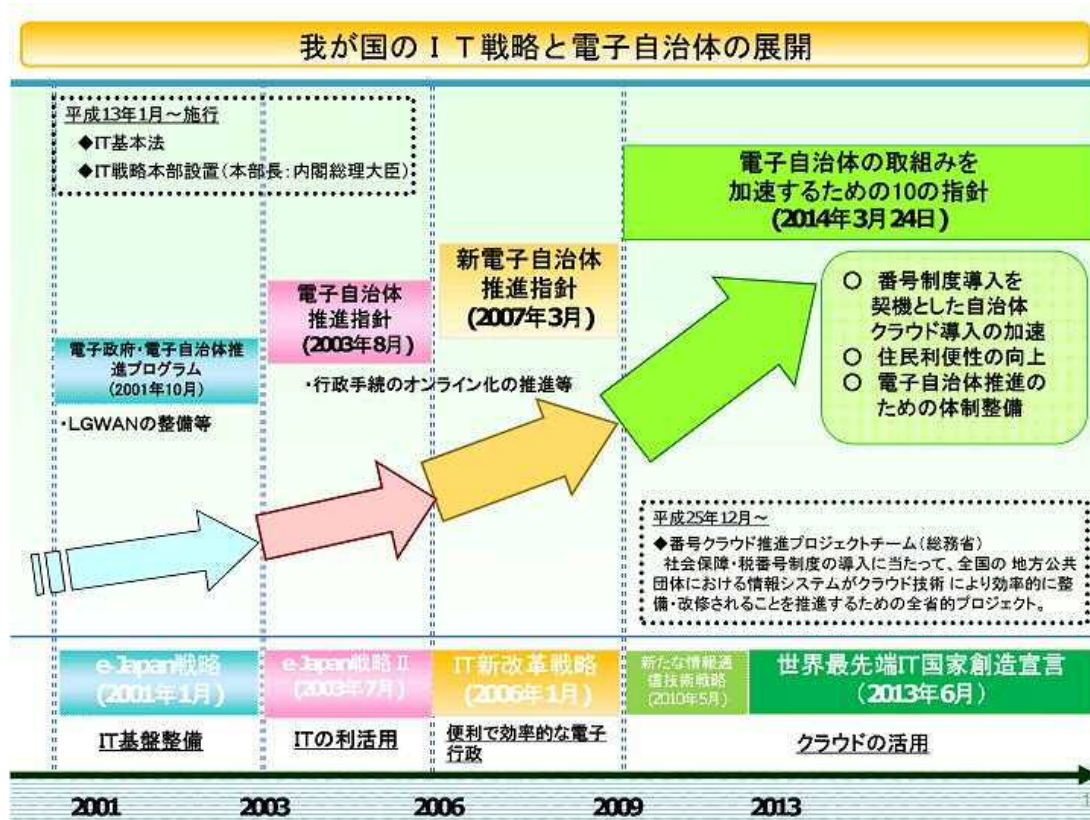 我が国のＩＴ戦略と電子自治体の展開
平成13年1月～施行
◆IT基本法
◆IT戦略本部設置(本部長:内閣総理大臣)
電子政府・電子自治体推
進プログラム
(2001年10月)
・LGWANの整備等
電子自治体
推進指針
(2003年8月)
・行政手続のオンライン化の推進等
新電子自治体
推進指針
(2007年3月)
電子自治体の取組みを
加速するための10の指針
(2014年3月24日)
○ 番号制度導入を
契機とした自治体
クラウド導入の加速
○ 住民利便性の向上
○ 電子自治体推進の
ための体制整備
平成25年12月～
◆番号クラウド推進プロジェクトチーム(総務省)
社会保障・税番号制度の導入に当たって、全国の 地方公共
団体における情報システムがクラウド技術 により効率的に整
備・改修されることを推進するための全省的プロジェクト。
e-Japan戦略
(2001年1月)
IT基盤整備
e-Japan戦略Ⅱ
(2003年7月)
ITの利活用
IT新改革戦略
(2006年1月)
便利で効率的な電子
行政
新たな情報通
信技術戦略
(2010年5月)
世界最先端IT国家創造宣言
(2013年6月)
クラウドの活用
2001 2003 2006 2009 2013
1